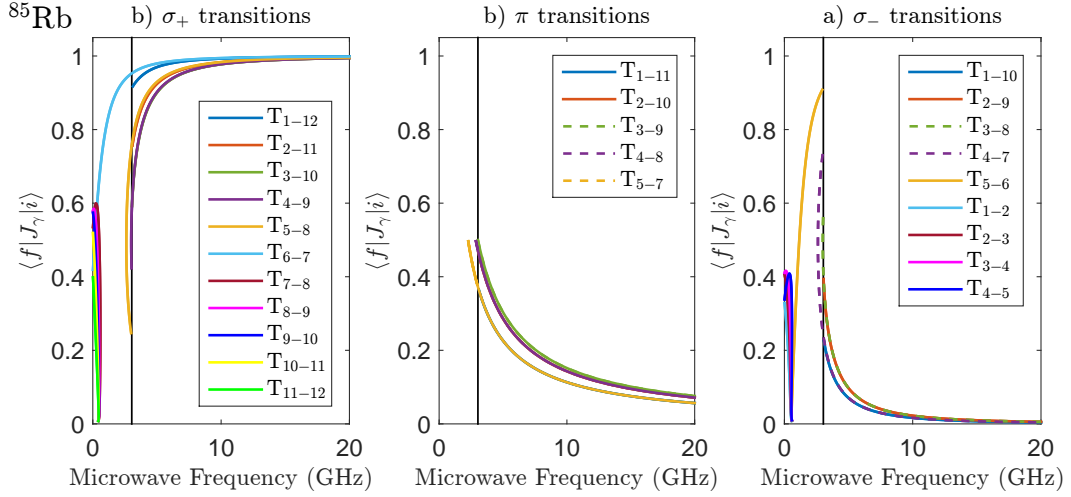 ⁸⁵Rb
b) σ₊ transitions
1
0.8
0.6
0.4
0.2
0
⟨f|J_γ|i⟩
T₁₋₁₂
T₂₋₁₁
T₃₋₁₀
T₄₋₉
T₅₋₈
T₆₋₇
T₇₋₈
T₈₋₉
T₉₋₁₀
T₁₀₋₁₁
T₁₁₋₁₂
0 10 20
Microwave Frequency (GHz)
b) π transitions
1
0.8
0.6
0.4
0.2
0
⟨f|J_γ|i⟩
T₁₋₁₁
T₂₋₁₀
T₃₋₉
T₄₋₈
T₅₋₇
0 10 20
Microwave Frequency (GHz)
a) σ₋ transitions
1
0.8
0.6
0.4
0.2
0
⟨f|J_γ|i⟩
T₁₋₁₀
T₂₋₉
T₃₋₈
T₄₋₇
T₅₋₆
T₁₋₂
T₂₋₃
T₃₋₄
T₄₋₅
0 10 20
Microwave Frequency (GHz)